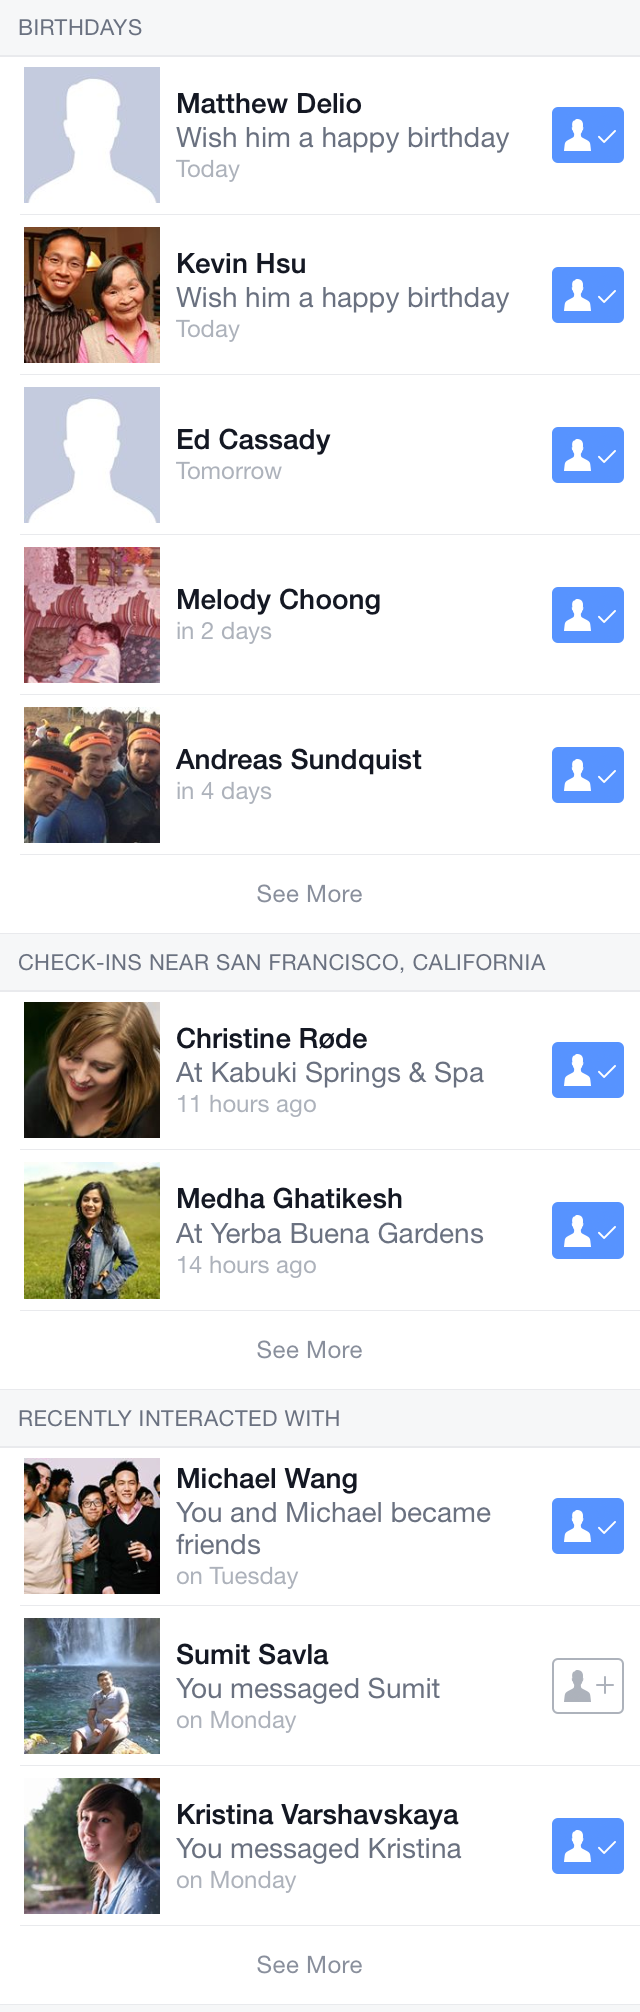 BIRTHDAYS
Matthew Delio
Wish him a happy birthday
Today
Kevin Hsu
Wish him a happy birthday
Today
Ed Cassady
Tomorrow
Melody Choong
in 2 days
Andreas Sundquist
in 4 days
See More
CHECK-INS NEAR SAN FRANCISCO, CALIFORNIA
Christine Røde
At Kabuki Springs & Spa
11 hours ago
Medha Ghatikesh
At Yerba Buena Gardens
14 hours ago
See More
RECENTLY INTERACTED WITH
Michael Wang
You and Michael became
friends
on Tuesday
Sumit Savla
You messaged Sumit
on Monday
Kristina Varshavskaya
You messaged Kristina
on Monday
See More